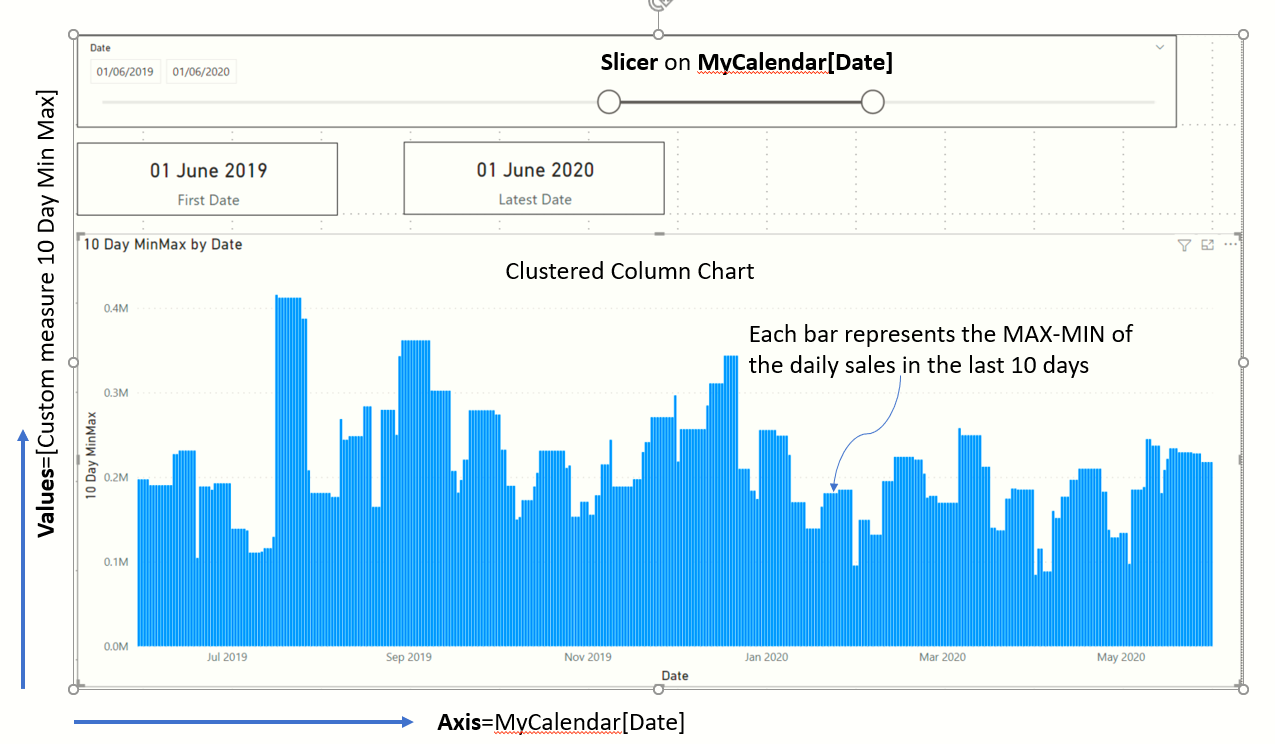 Date
01/06/2019 01/06/2020
Slicer on MyCalendar[Date]
01 June 2019
First Date
01 June 2020
Latest Date
Values=[Custom measure 10 Day Min Max]
10 Day MinMax by Date
Clustered Column Chart
Each bar represents the MAX-MIN of
the daily sales in the last 10 days
10 Day MinMax
0.4M
0.3M
0.2M
0.1M
0.0M
Jul 2019 Sep 2019 Nov 2019 Jan 2020 Mar 2020 May 2020
Date
Axis=MyCalendar[Date]